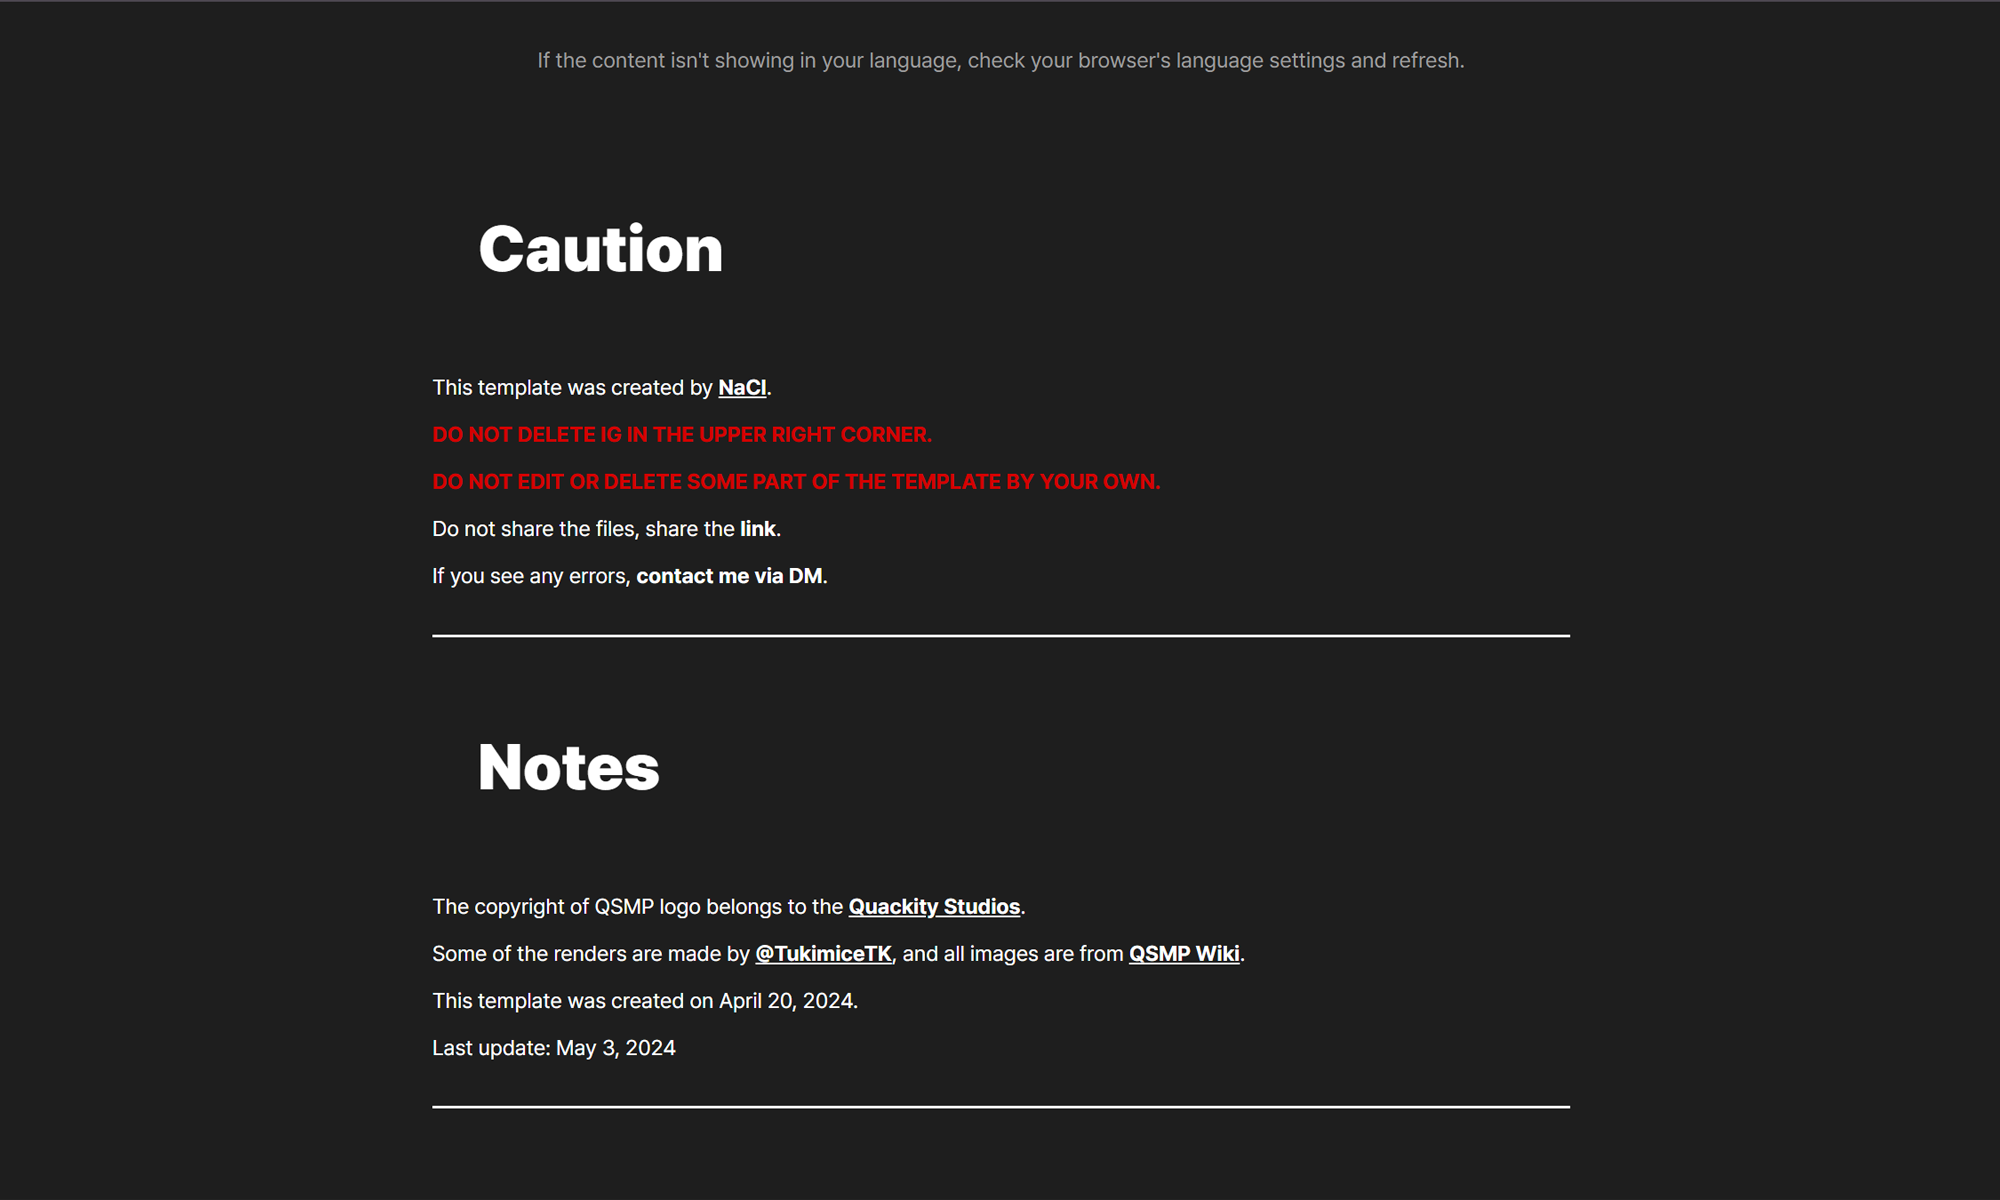 If the content isn't showing in your language, check your browser's language settings and refresh.
Caution
This template was created by NaCl.
DO NOT DELETE IG IN THE UPPER RIGHT CORNER.
DO NOT EDIT OR DELETE SOME PART OF THE TEMPLATE BY YOUR OWN.
Do not share the files, share the link.
If you see any errors, contact me via DM.
Notes
The copyright of QSMP logo belongs to the Quackity Studios.
Some of the renders are made by @TukimiceTK, and all images are from QSMP Wiki.
This template was created on April 20, 2024.
Last update: May 3, 2024